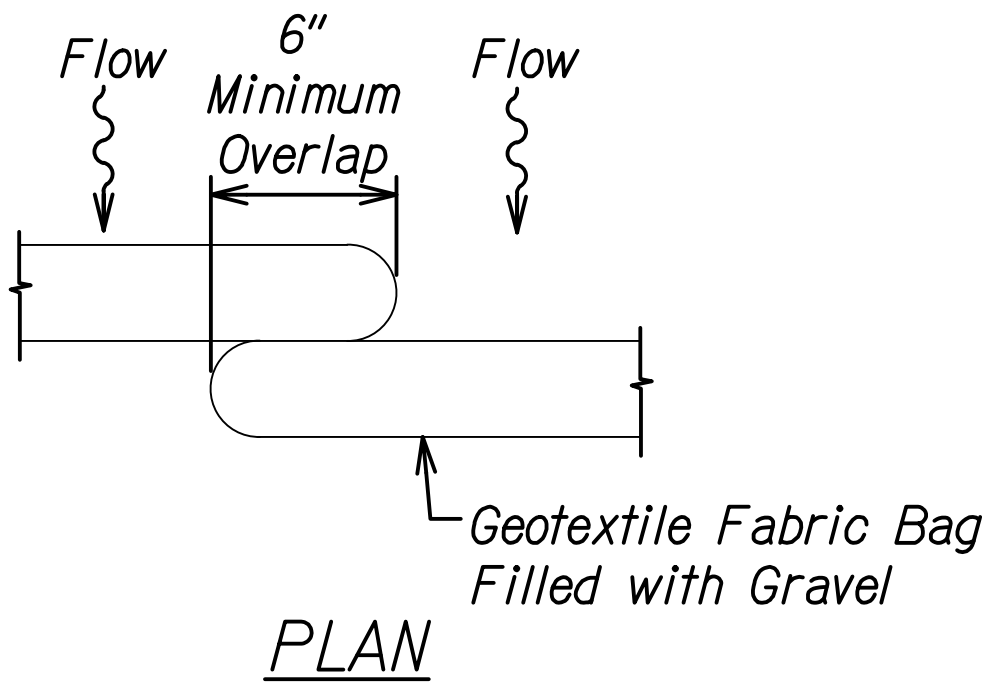 Flow
6"
Minimum
Overlap
Flow
Geotextile Fabric Bag
Filled with Gravel
PLAN